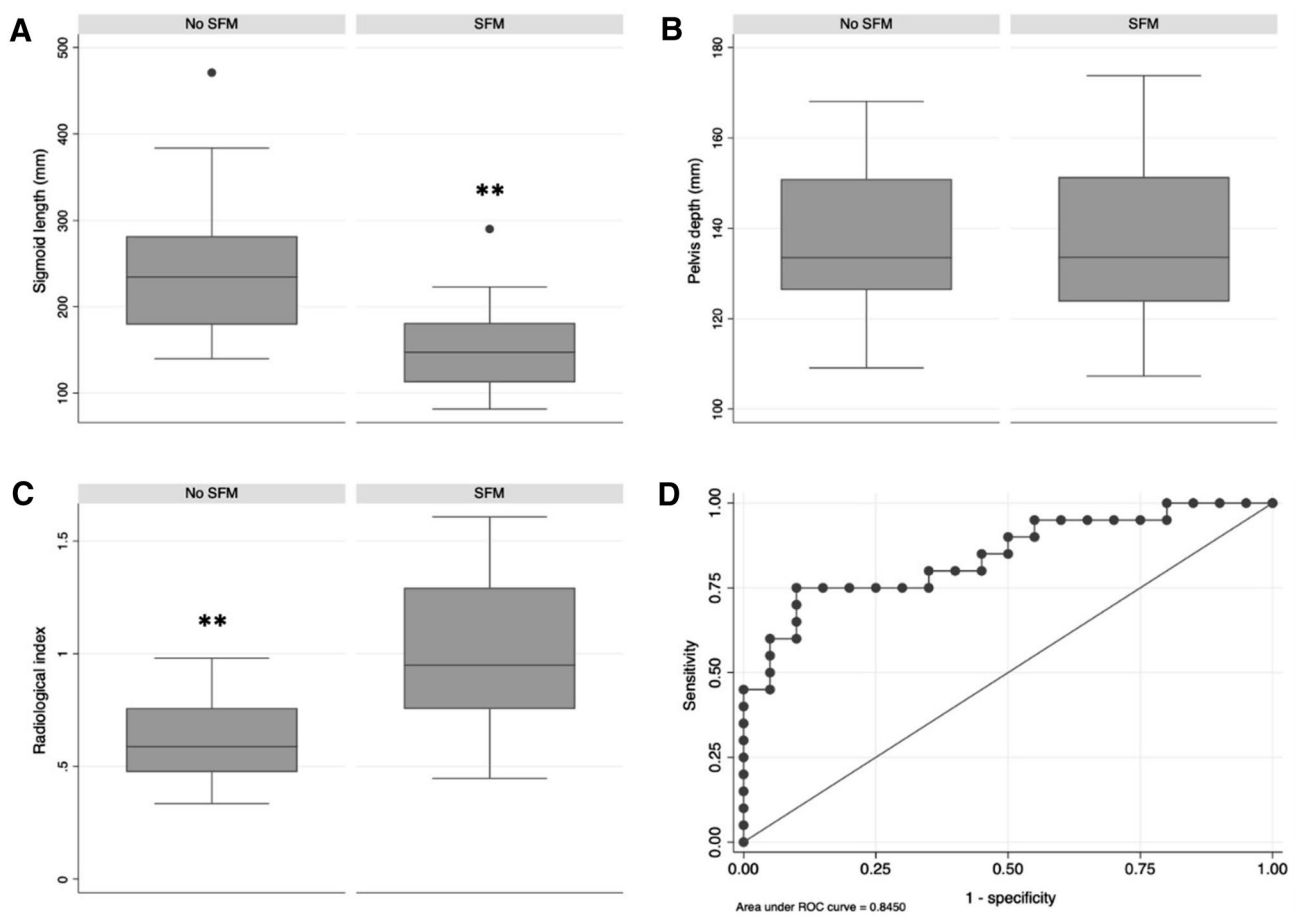 A
No SFM
SFM
Sigmoid length (mm)
500
400
300
200
100
**
B
No SFM
SFM
Pelvis depth (mm)
180
160
140
120
100
C
No SFM
SFM
Radiological index
1.5
1
.5
0
**
D
Sensitivity
1.00
0.75
0.50
0.25
0.00
0.00 0.25 0.50 0.75 1.00
1 - specificity
Area under ROC curve = 0.8450